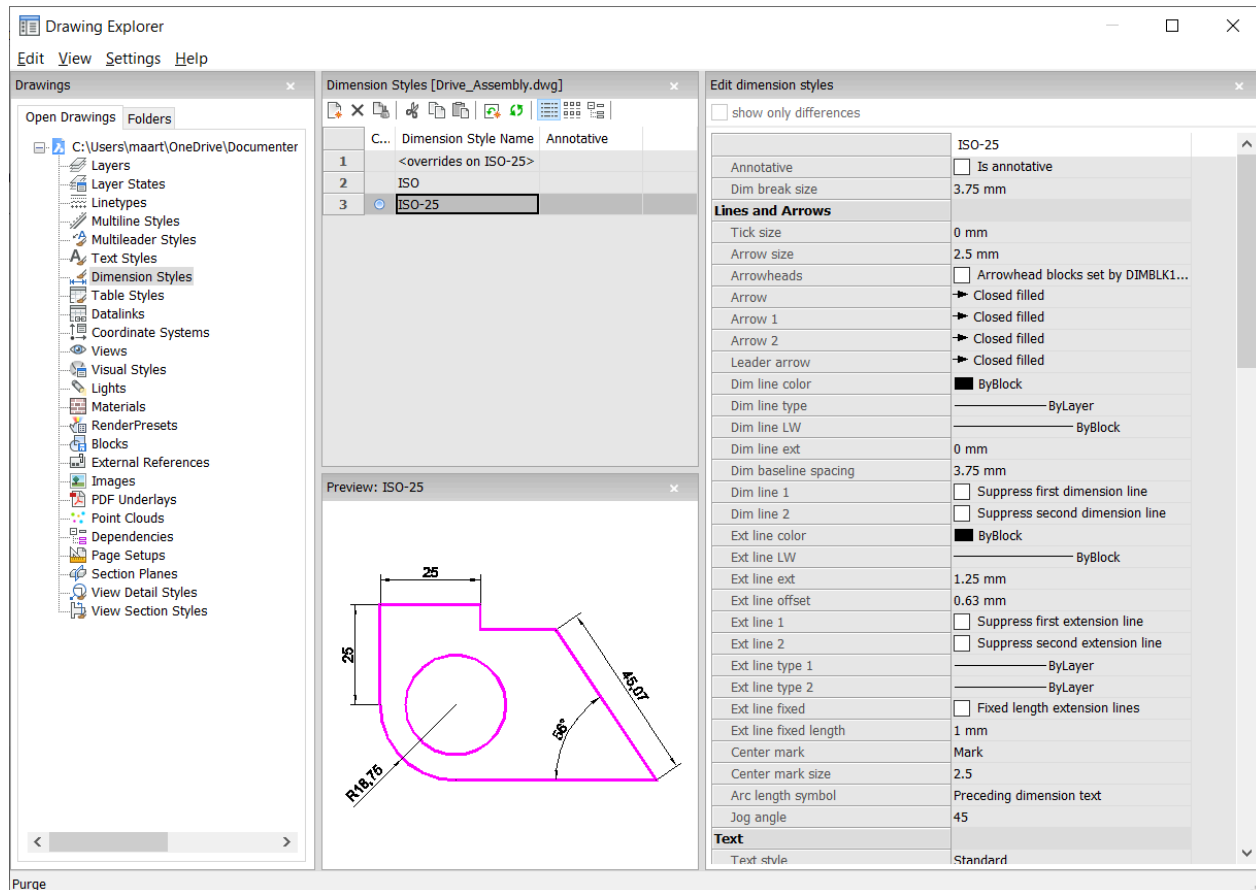 Drawing Explorer
Edit View Settings Help
Drawings
Open Drawings Folders
C:\Users\maart\OneDrive\Documenter
Layers
Layer States
Linetypes
Multiline Styles
Multileader Styles
Text Styles
Dimension Styles
Table Styles
Datalinks
Coordinate Systems
Views
Visual Styles
Lights
Materials
RenderPresets
Blocks
External References
Images
PDF Underlays
Point Clouds
Dependencies
Page Setups
Section Planes
View Detail Styles
View Section Styles
Dimension Styles [Drive_Assembly.dwg]
C... Dimension Style Name Annotative
1 <overrides on ISO-25>
2 ISO
3 ISO-25
Preview: ISO-25
25
25
45,07
56°
R18,75
Edit dimension styles
show only differences
ISO-25
Annotative Is annotative
Dim break size 3.75 mm
Lines and Arrows
Tick size 0 mm
Arrow size 2.5 mm
Arrowheads Arrowhead blocks set by DIMBLK1...
Arrow Closed filled
Arrow 1 Closed filled
Arrow 2 Closed filled
Leader arrow Closed filled
Dim line color ByBlock
Dim line type ByLayer
Dim line LW ByBlock
Dim line ext 0 mm
Dim baseline spacing 3.75 mm
Dim line 1 Suppress first dimension line
Dim line 2 Suppress second dimension line
Ext line color ByBlock
Ext line LW ByBlock
Ext line ext 1.25 mm
Ext line offset 0.63 mm
Ext line 1 Suppress first extension line
Ext line 2 Suppress second extension line
Ext line type 1 ByLayer
Ext line type 2 ByLayer
Ext line fixed Fixed length extension lines
Ext line fixed length 1 mm
Center mark Mark
Center mark size 2.5
Arc length symbol Preceding dimension text
Jog angle 45
Text
Text style Standard
Purge